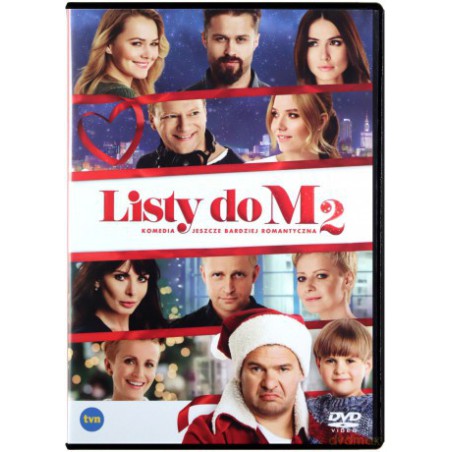 Listy do M2
KOMEDIA JESZCZE BARDZIEJ ROMANTYCZNA
tvn
DVD
VIDEO